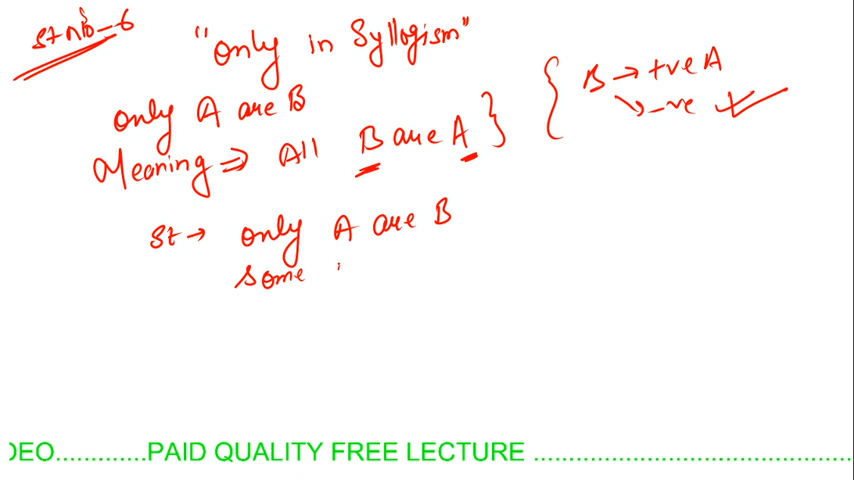 St no-6
"Only in Syllogism"
Only A are B
Meaning ⇒ All B are A }
{ B → +ve A
↘ -ve
St → only A are B
Some
DEO.............PAID QUALITY FREE LECTURE ................................................